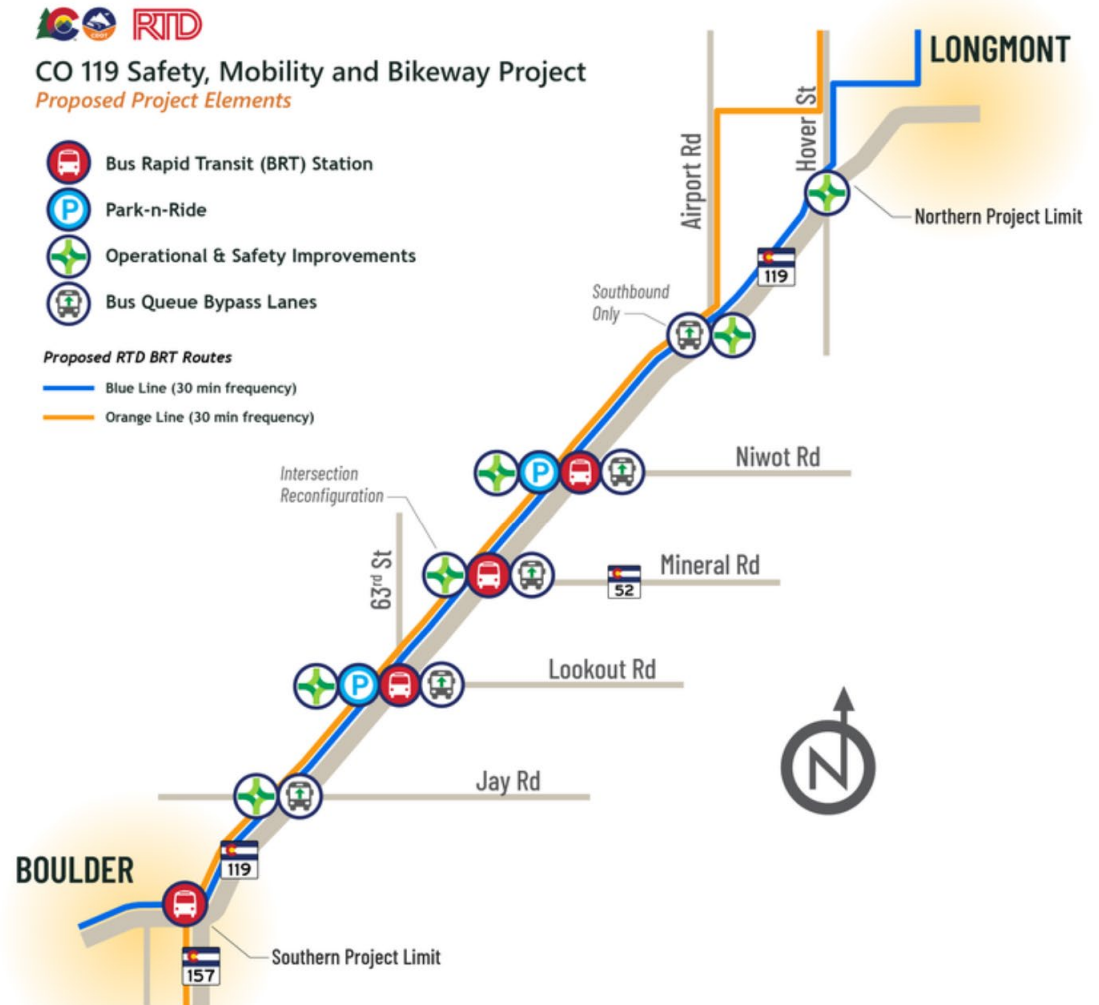 CDOT
RTD
CO 119 Safety, Mobility and Bikeway Project
Proposed Project Elements
Bus Rapid Transit (BRT) Station
P
Park-n-Ride
Operational & Safety Improvements
Bus Queue Bypass Lanes
Proposed RTD BRT Routes
Blue Line (30 min frequency)
Orange Line (30 min frequency)
LONGMONT
Hover St
Airport Rd
Northern Project Limit
119
Southbound
Only
Niwot Rd
P
Intersection
Reconfiguration
Mineral Rd
52
63rd St
Lookout Rd
P
Jay Rd
N
BOULDER
119
Southern Project Limit
157